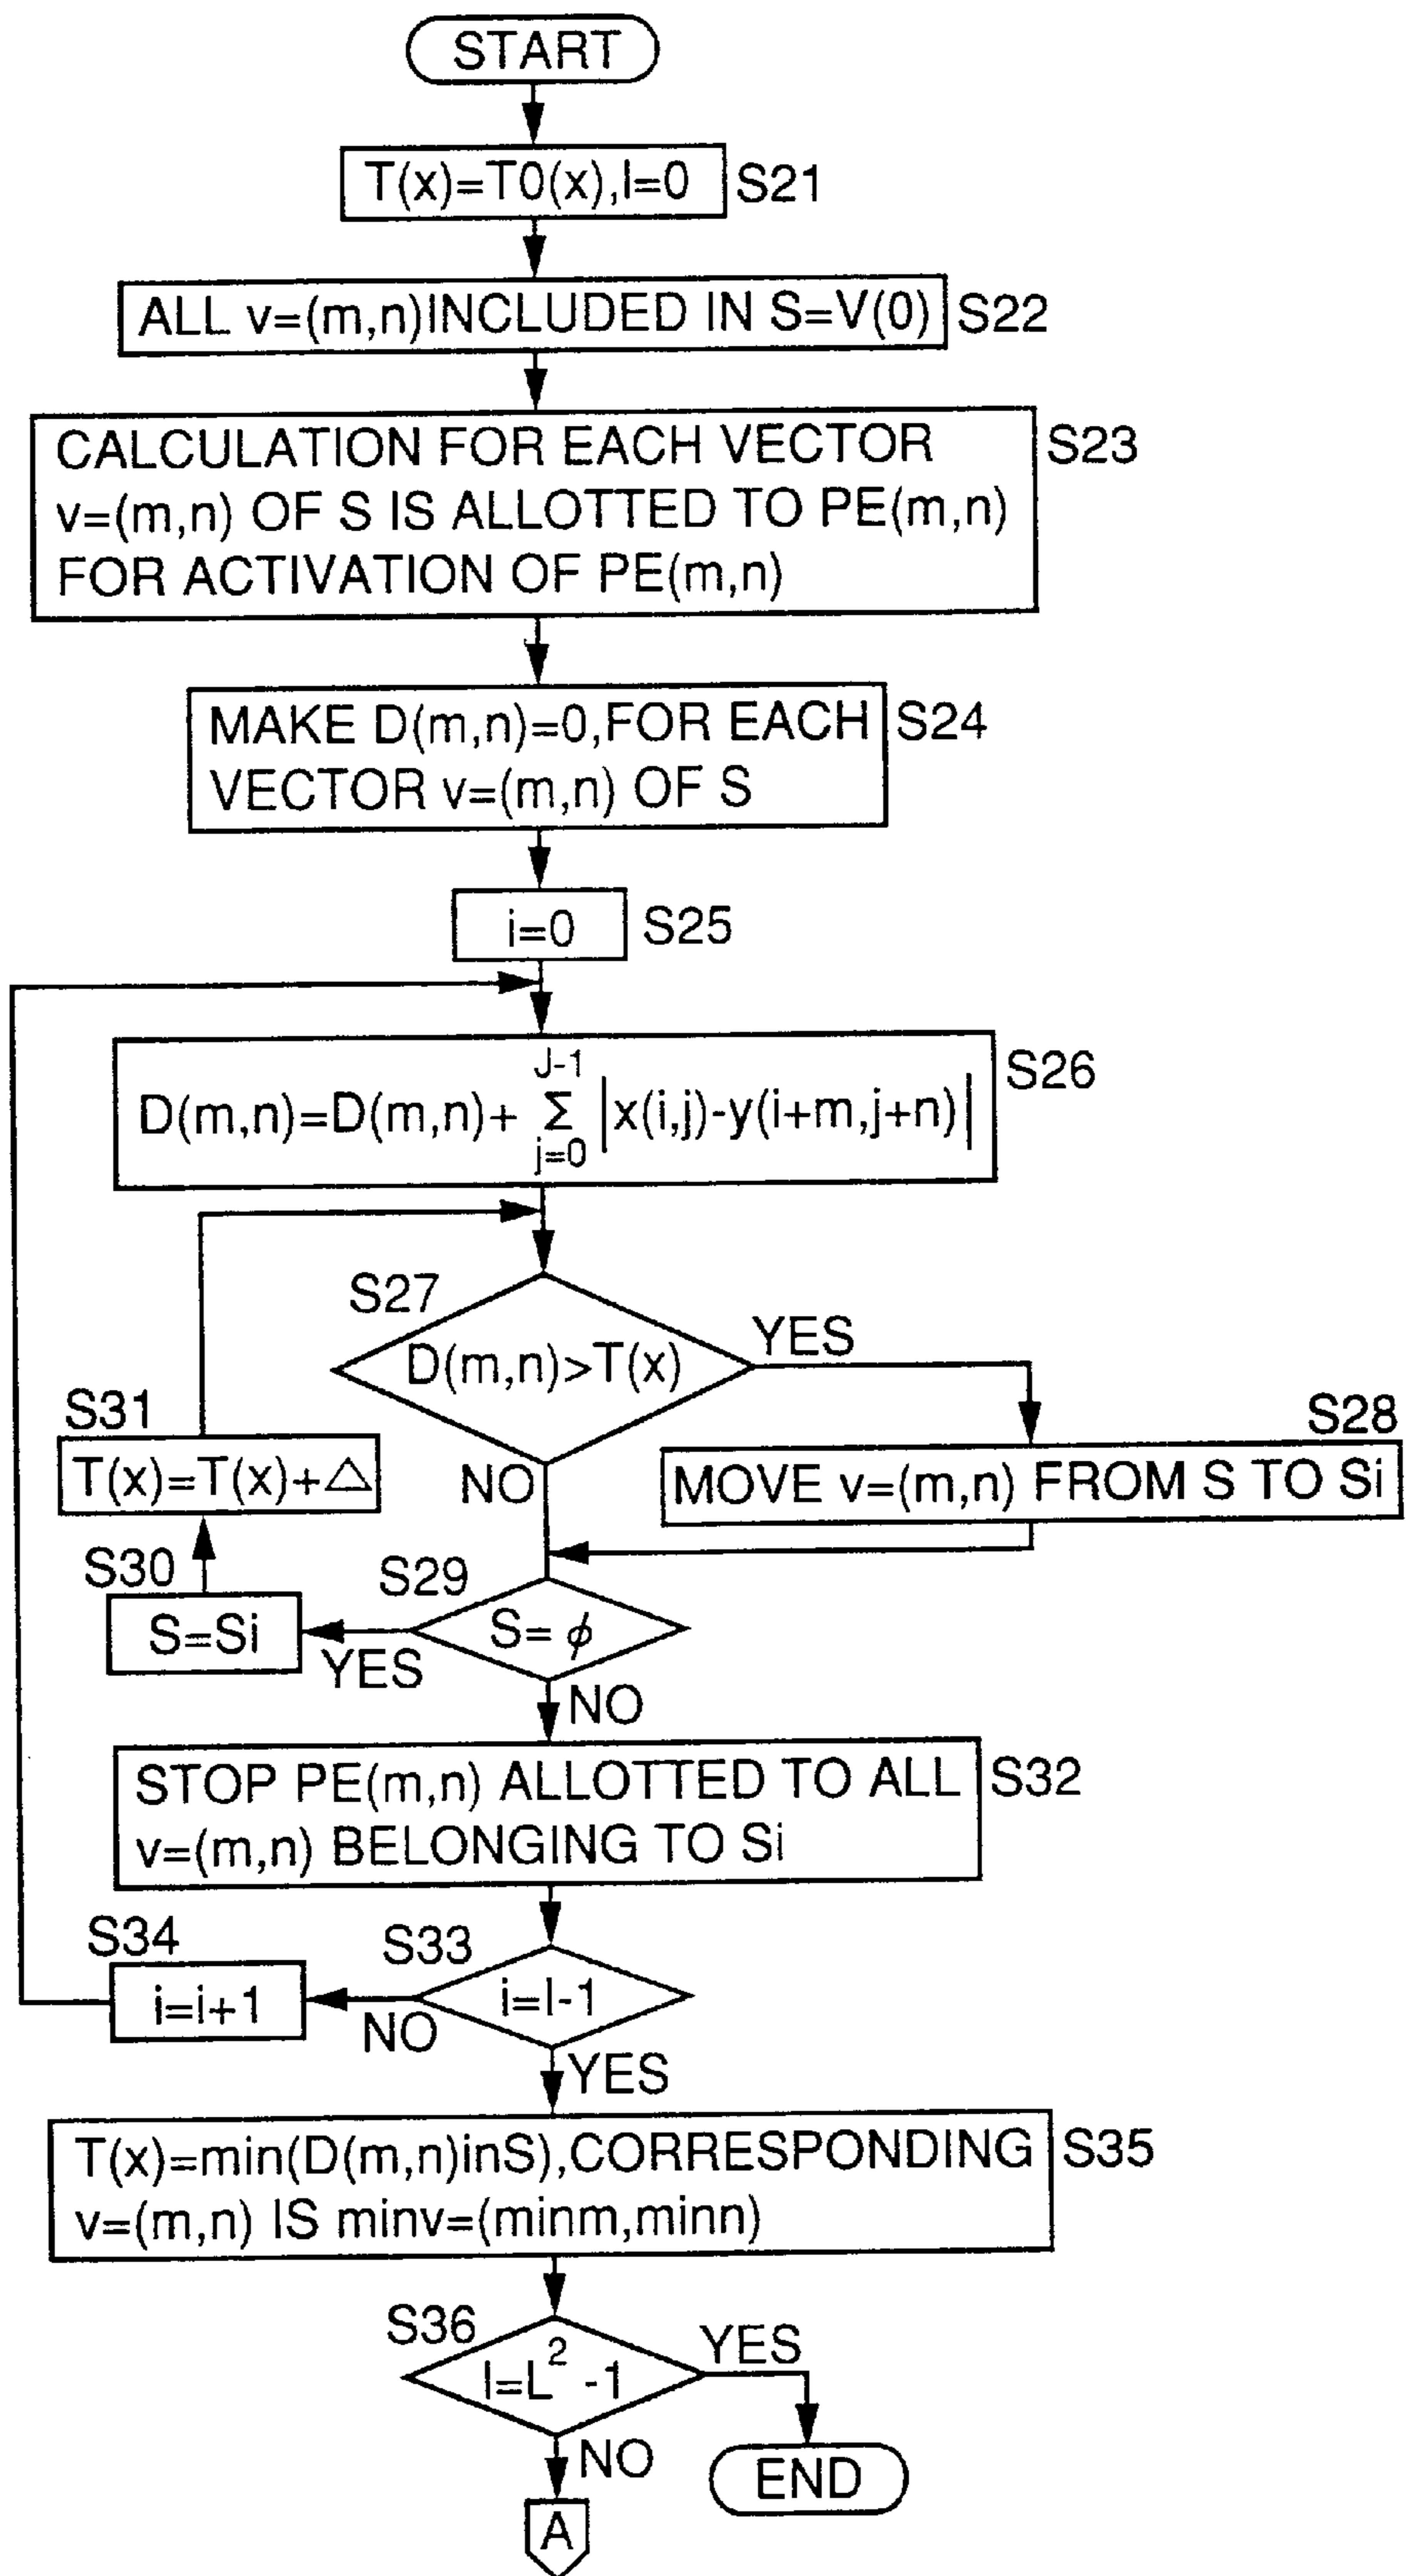 START
T(x)=T0(x),l=0
S21
ALL v=(m,n)INCLUDED IN S=V(0)
S22
CALCULATION FOR EACH VECTOR
v=(m,n) OF S IS ALLOTTED TO PE(m,n)
FOR ACTIVATION OF PE(m,n)
S23
MAKE D(m,n)=0,FOR EACH
VECTOR v=(m,n) OF S
S24
i=0
S25
J-1
D(m,n)=D(m,n)+ Σ |x(i,j)-y(i+m,j+n)|
j=0
S26
S27
D(m,n)>T(x)
YES
NO
S28
MOVE v=(m,n) FROM S TO Si
S31
T(x)=T(x)+△
S30
S=Si
S29
S= ϕ
YES
NO
STOP PE(m,n) ALLOTTED TO ALL
v=(m,n) BELONGING TO Si
S32
S34
i=i+1
S33
i=I-1
NO
YES
T(x)=min(D(m,n)inS),CORRESPONDING
v=(m,n) IS minv=(minm,minn)
S35
S36
l=L² -1
YES
NO
END
A